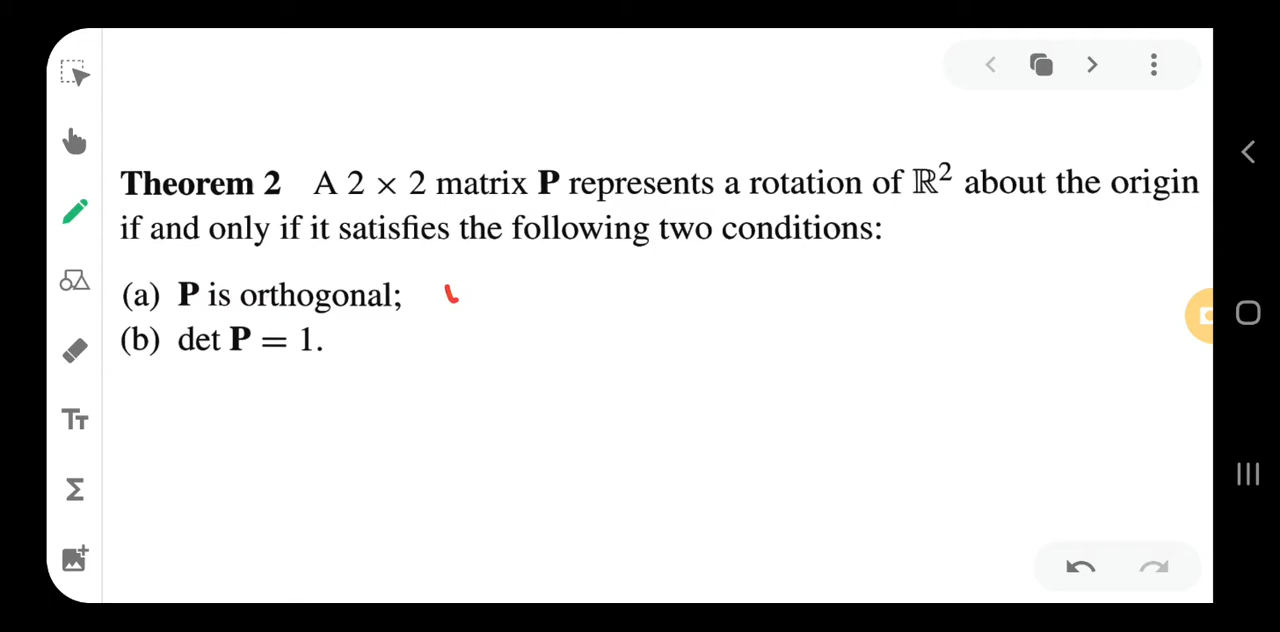 Theorem 2 A 2 × 2 matrix P represents a rotation of ℝ² about the origin
if and only if it satisfies the following two conditions:
(a) P is orthogonal;
(b) det P = 1.